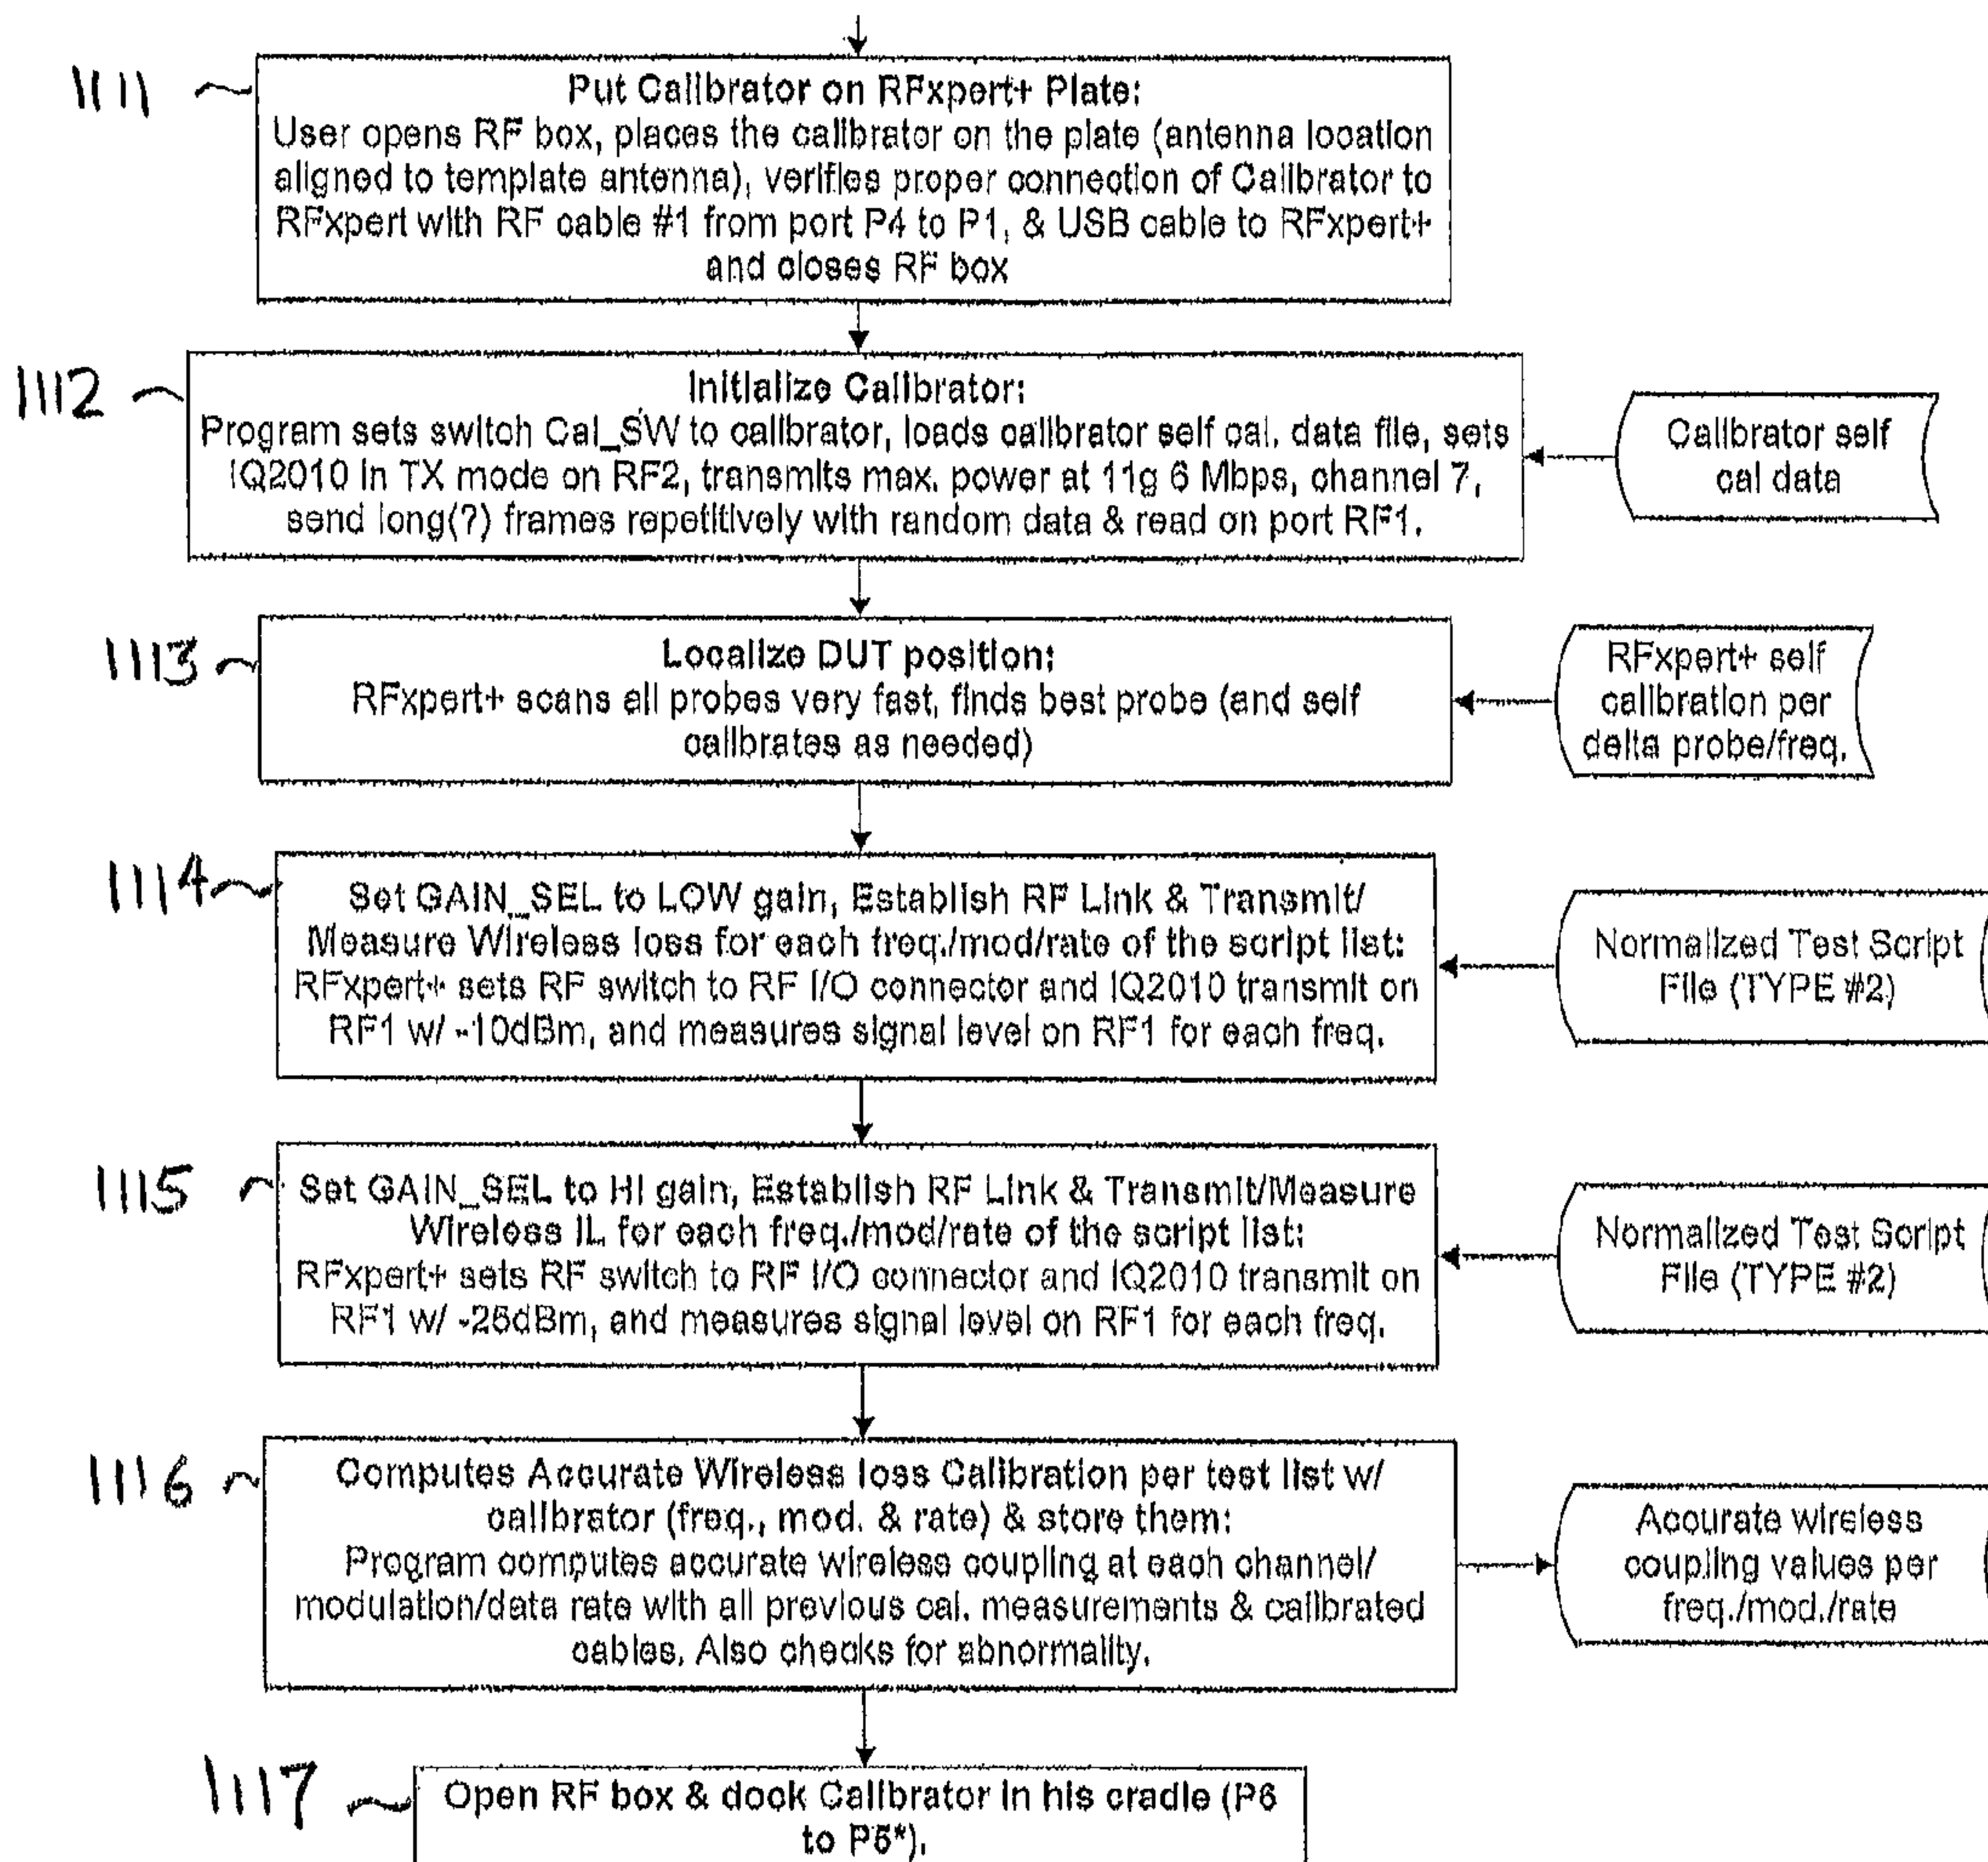 1111
Put Calibrator on RFxpert+ Plate:
User opens RF box, places the calibrator on the plate (antenna location
aligned to template antenna), verifies proper connection of Calibrator to
RFxpert with RF cable #1 from port P4 to P1, & USB cable to RFxpert+
and closes RF box
1112
Initialize Calibrator:
Program sets switch Cal_SW to calibrator, loads calibrator self cal. data file, sets
IQ2010 in TX mode on RF2, transmits max. power at 11g 6 Mbps, channel 7,
send long(?) frames repetitively with random data & read on port RF1.
Calibrator self
cal data
1113
Localize DUT position:
RFxpert+ scans all probes very fast, finds best probe (and self
calibrates as needed)
RFxpert+ self
calibration per
delta probe/freq.
1114
Set GAIN_SEL to LOW gain, Establish RF Link & Transmit/
Measure Wireless loss for each freq./mod/rate of the script list:
RFxpert+ sets RF switch to RF I/O connector and IQ2010 transmit on
RF1 w/ -10dBm, and measures signal level on RF1 for each freq.
Normalized Test Script
File (TYPE #2)
1115
Set GAIN_SEL to HI gain, Establish RF Link & Transmit/Measure
Wireless IL for each freq./mod/rate of the script list:
RFxpert+ sets RF switch to RF I/O connector and IQ2010 transmit on
RF1 w/ and measures signal level on RF1 for each freq.
Normalized Test Script
File (TYPE #2)
1116
Computes Accurate Wireless loss Calibration per test list w/
calibrator (freq., mod. & rate) & store them:
Program computes accurate wireless coupling at each channel/
modulation/data rate with all previous cal. measurements & calibrated
cables. Also checks for abnormality.
Accurate wireless
coupling values per
freq./mod./rate
1117
Open RF box & dock Calibrator in his cradle
to